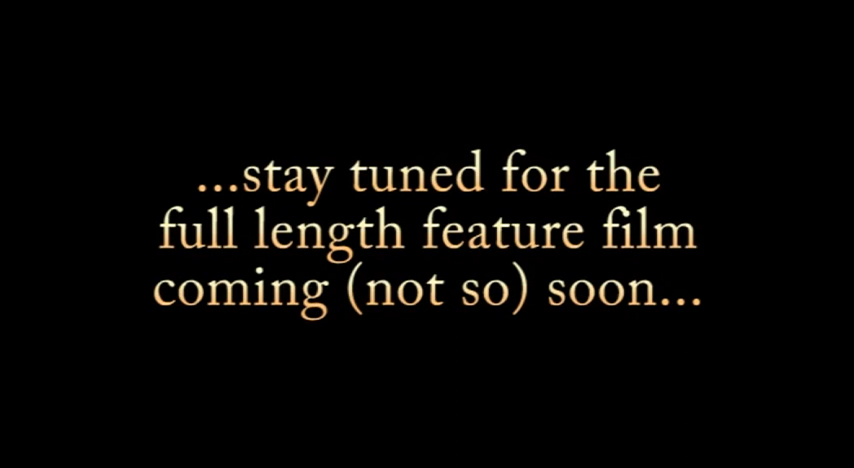 ...stay tuned for the
full length feature film
coming (not so) soon...